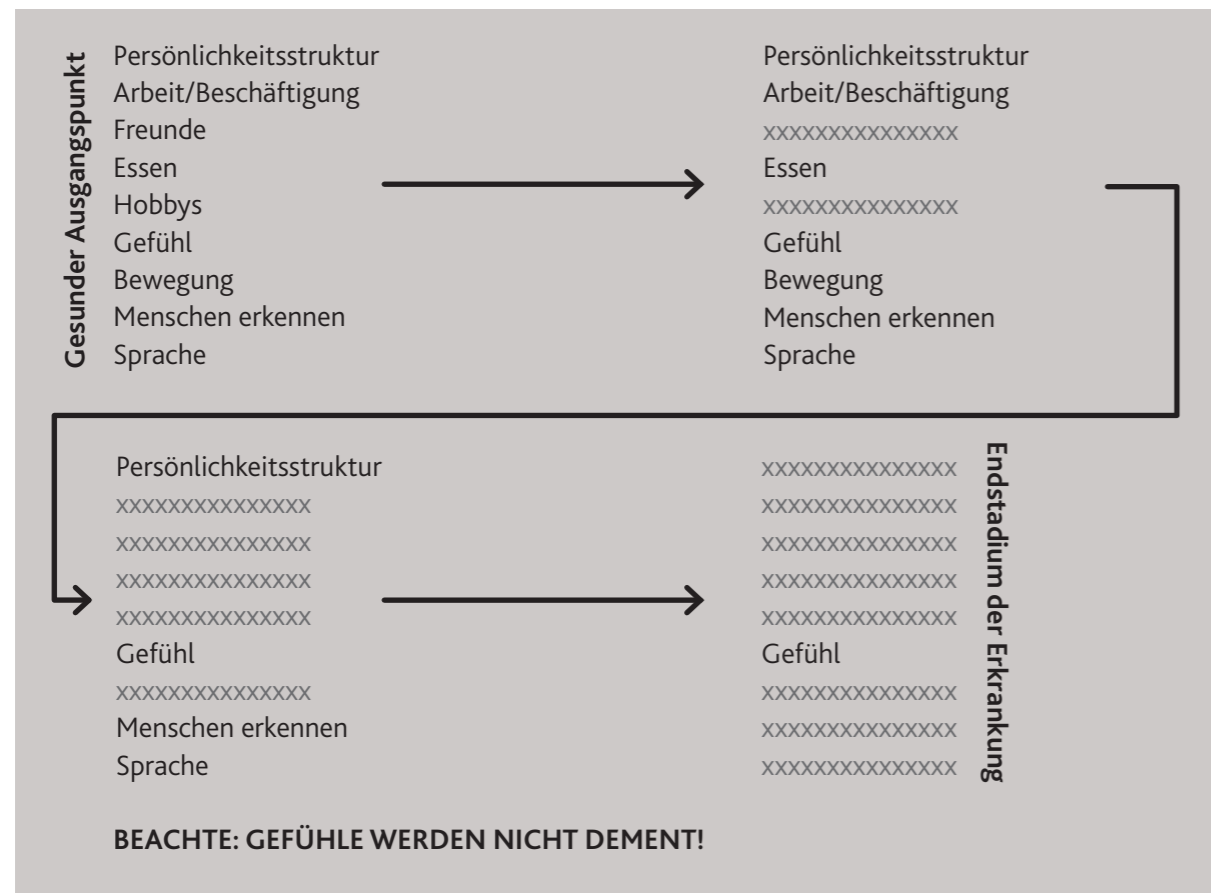 Gesunder Ausgangspunkt
Persönlichkeitsstruktur
Arbeit/Beschäftigung
Freunde
Essen
Hobbys
Gefühl
Bewegung
Menschen erkennen
Sprache
Persönlichkeitsstruktur
Arbeit/Beschäftigung
xxxxxxxxxxxxxxx
Essen
xxxxxxxxxxxxxxx
Gefühl
Bewegung
Menschen erkennen
Sprache
Persönlichkeitsstruktur
xxxxxxxxxxxxxxx
xxxxxxxxxxxxxxx
xxxxxxxxxxxxxxx
xxxxxxxxxxxxxxx
Gefühl
xxxxxxxxxxxxxxx
Menschen erkennen
Sprache
xxxxxxxxxxxxxxx
xxxxxxxxxxxxxxx
xxxxxxxxxxxxxxx
xxxxxxxxxxxxxxx
xxxxxxxxxxxxxxx
Gefühl
xxxxxxxxxxxxxxx
xxxxxxxxxxxxxxx
xxxxxxxxxxxxxxx
Endstadium der Erkrankung
BEACHTE: GEFÜHLE WERDEN NICHT DEMENT!